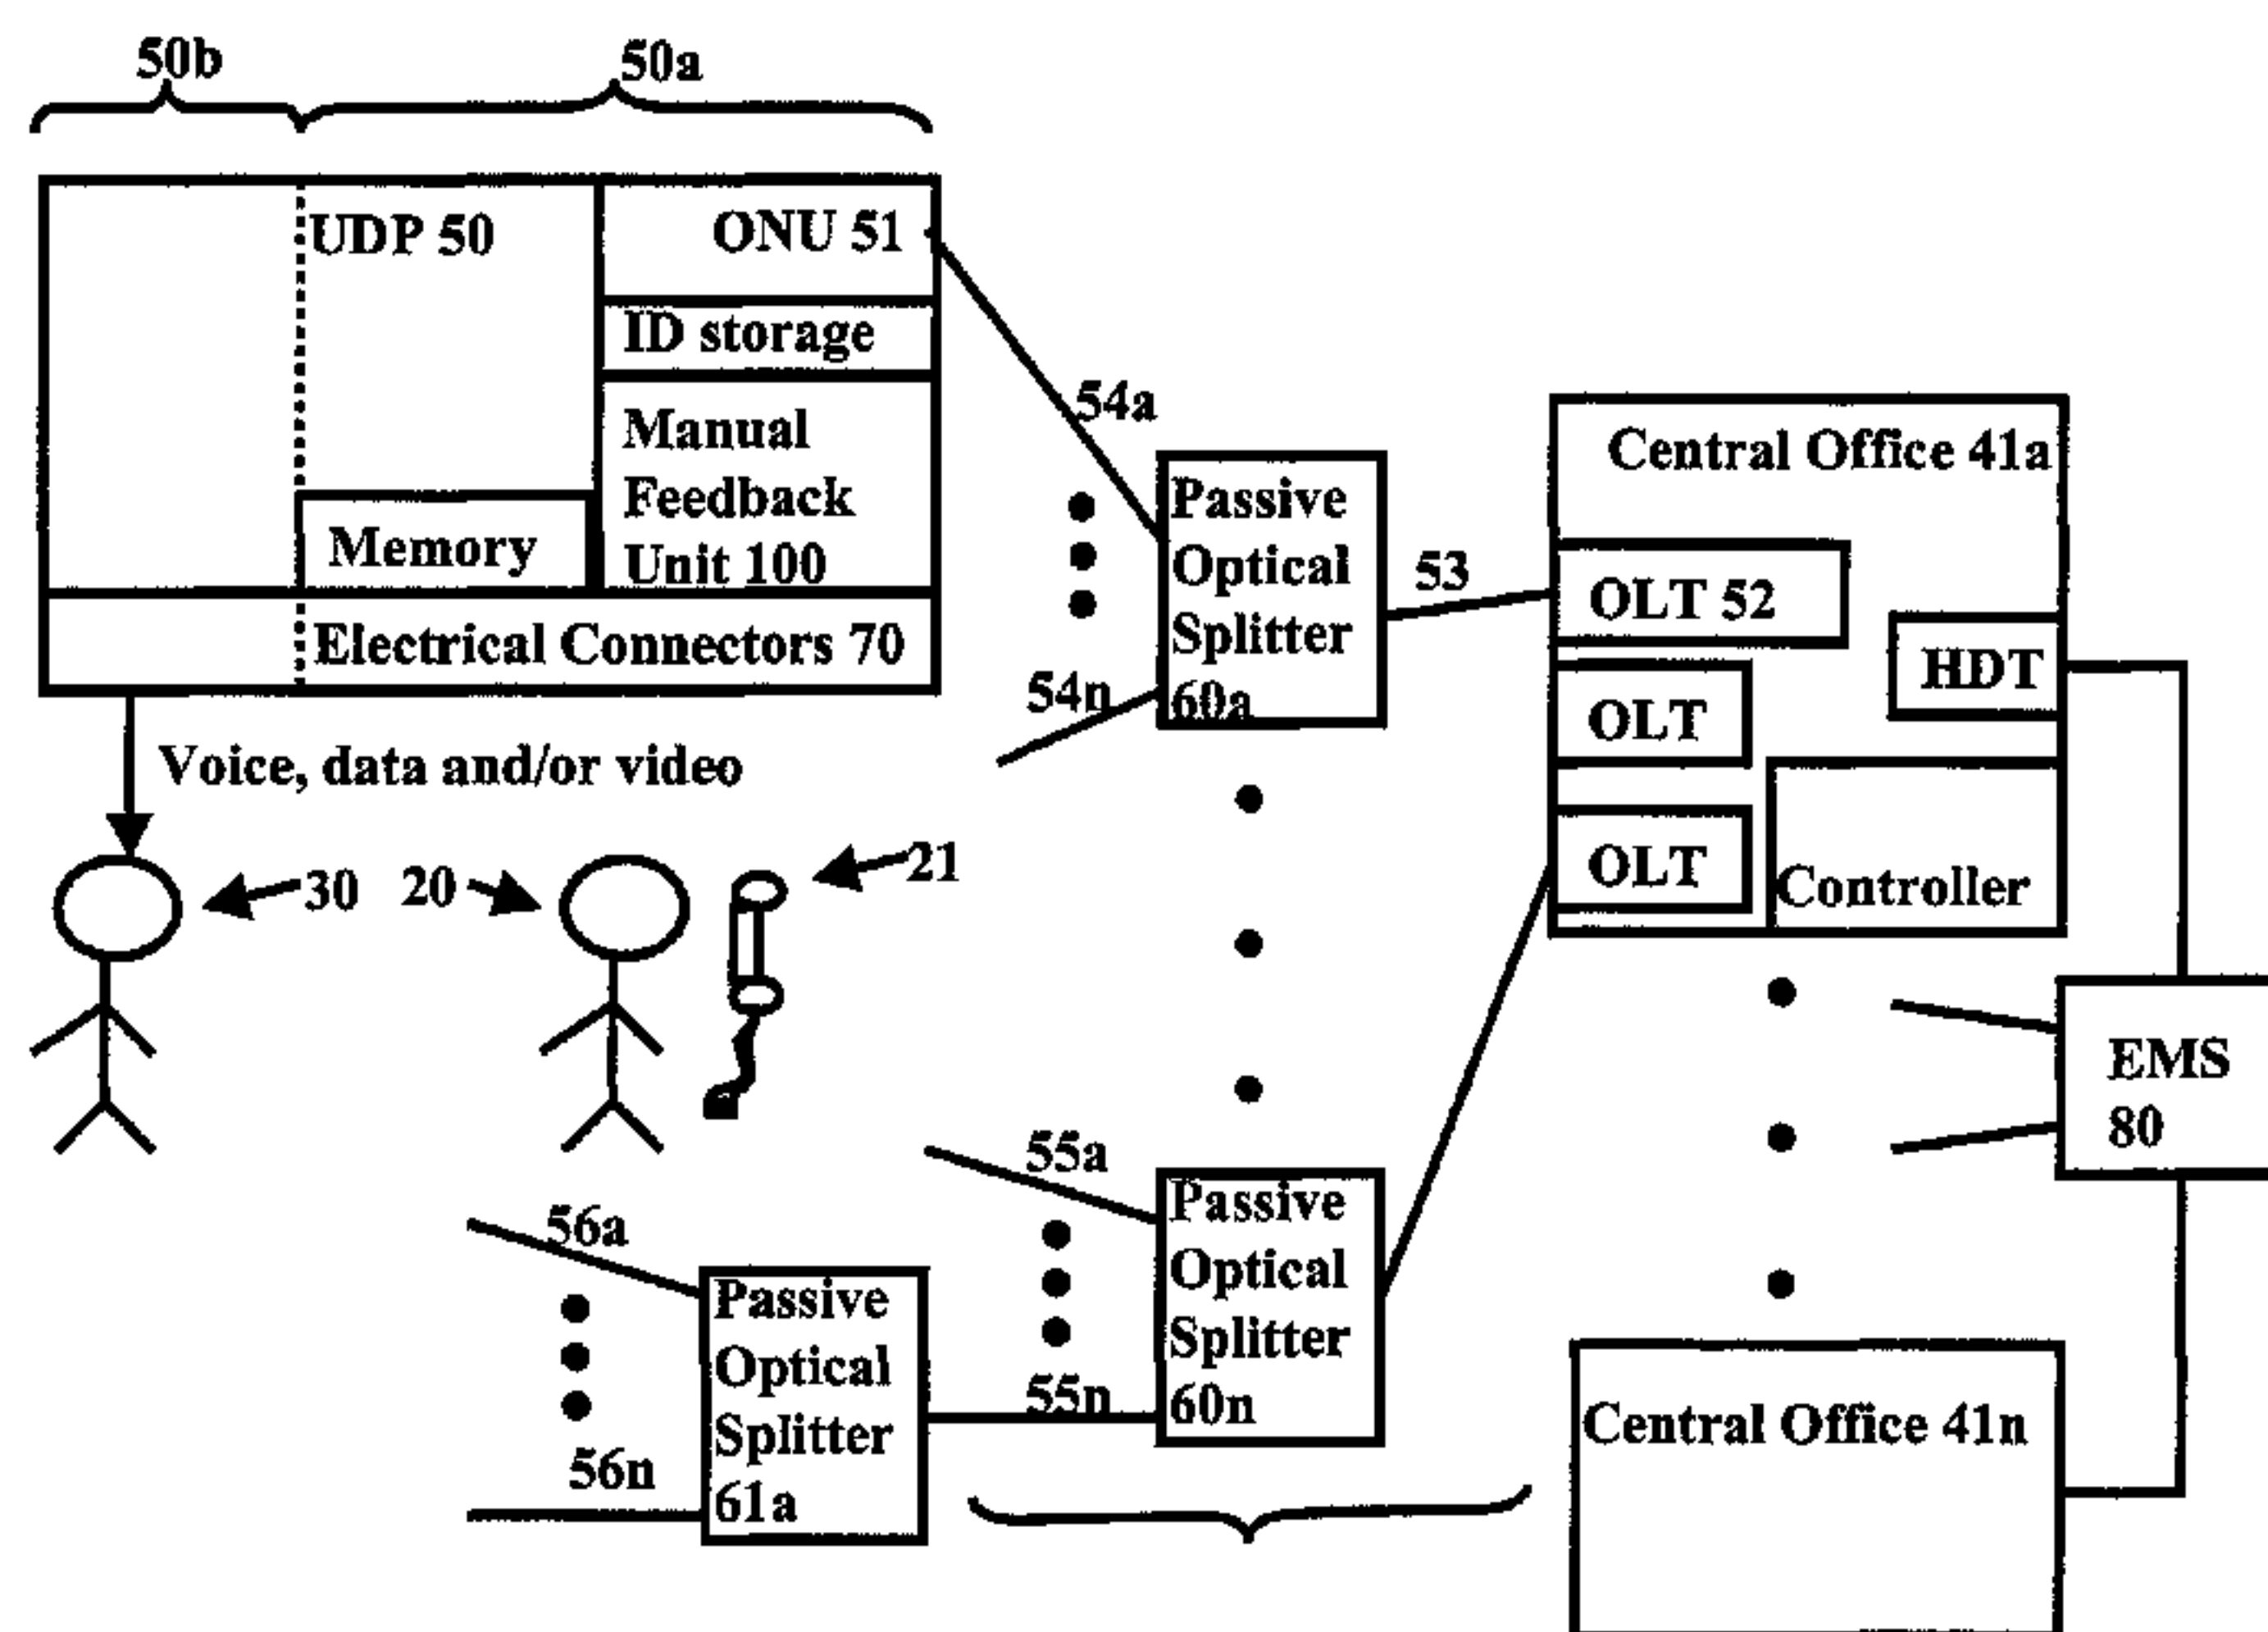 50b
50a
UDP 50
ONU 51
ID storage
Manual
Feedback
Unit 100
Memory
Electrical Connectors 70
Voice, data and/or video
30
20
21
54a
54n
Passive
Optical
Splitter
60a
53
Central Office 41a
OLT 52
HDT
OLT
OLT
Controller
EMS
80
55a
55n
Passive
Optical
Splitter
60n
56a
56n
Passive
Optical
Splitter
61a
Central Office 41n